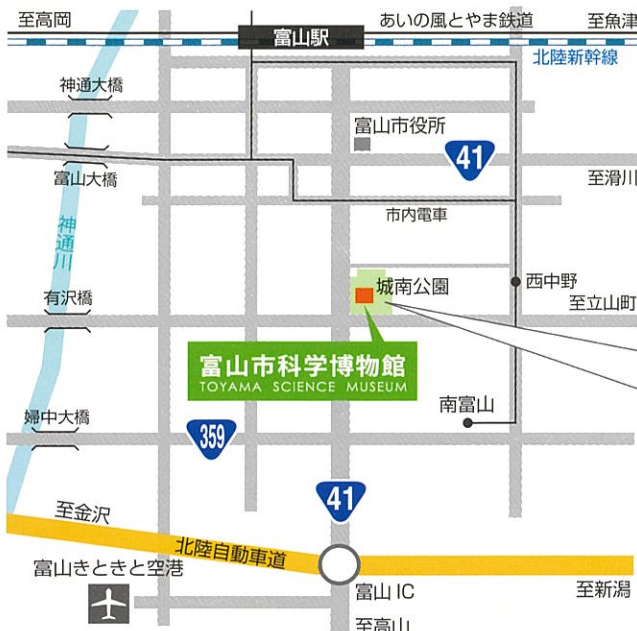 至高岡
富山駅
あいの風とやま鉄道
至魚津
北陸新幹線
神通大橋
富山市役所
41
富山大橋
至滑川
市内電車
神通川
城南公園
西中野
有沢橋
至立山町
富山市科学博物館
TOYAMA SCIENCE MUSEUM
南富山
婦中大橋
359
41
至金沢
北陸自動車道
富山きときと空港
富山 IC
至新潟
至高山